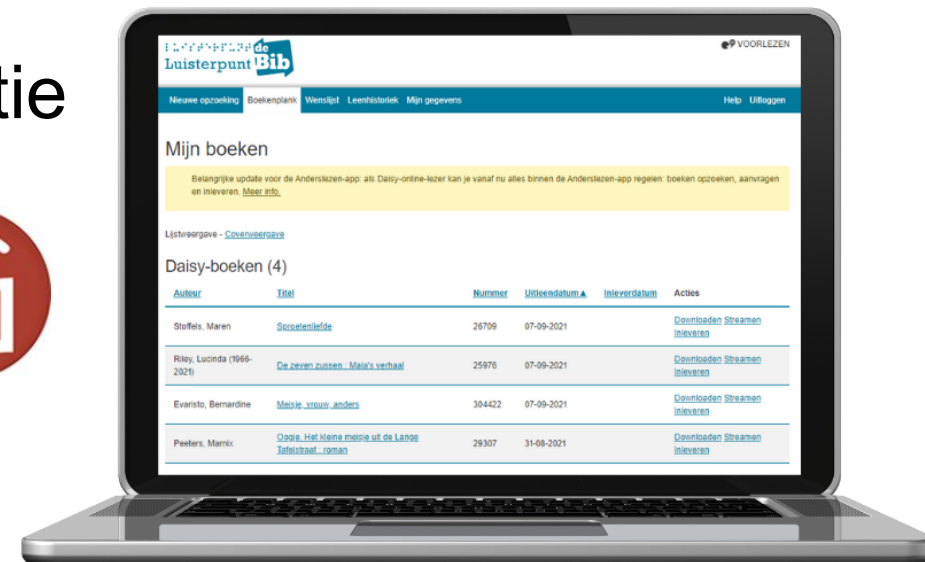 tie
de
Luisterpunt Bib
VOORLEZEN
Nieuwe opzoeking Boekenplank Wenslijst Leenhistoriek Mijn gegevens Help Uitloggen
Mijn boeken
Belangrijke update voor de Anderslezen-app: als Daisy-online-lezer kan je vanaf nu alles binnen de Anderslezen-app regelen: boeken opzoeken, aanvragen
en inleveren. Meer info.
Lijstweergave - Coverweergave
Daisy-boeken (4)
Auteur Titel Nummer Uitleendatum▲ Inleverdatum Acties
Stoffels, Maren Sproetenliefde 26709 07-09-2021 Downloaden Streamen
Inleveren
Riley, Lucinda (1966-
2021) De zeven zussen : Maia's verhaal 25976 07-09-2021 Downloaden Streamen
Inleveren
Evaristo, Bernardine Meisje, vrouw, anders 304422 07-09-2021 Downloaden Streamen
Inleveren
Peeters, Marnix Oogie. Het kleine meisje uit de Lange
Tafelstraat : roman 29307 31-08-2021 Downloaden Streamen
Inleveren